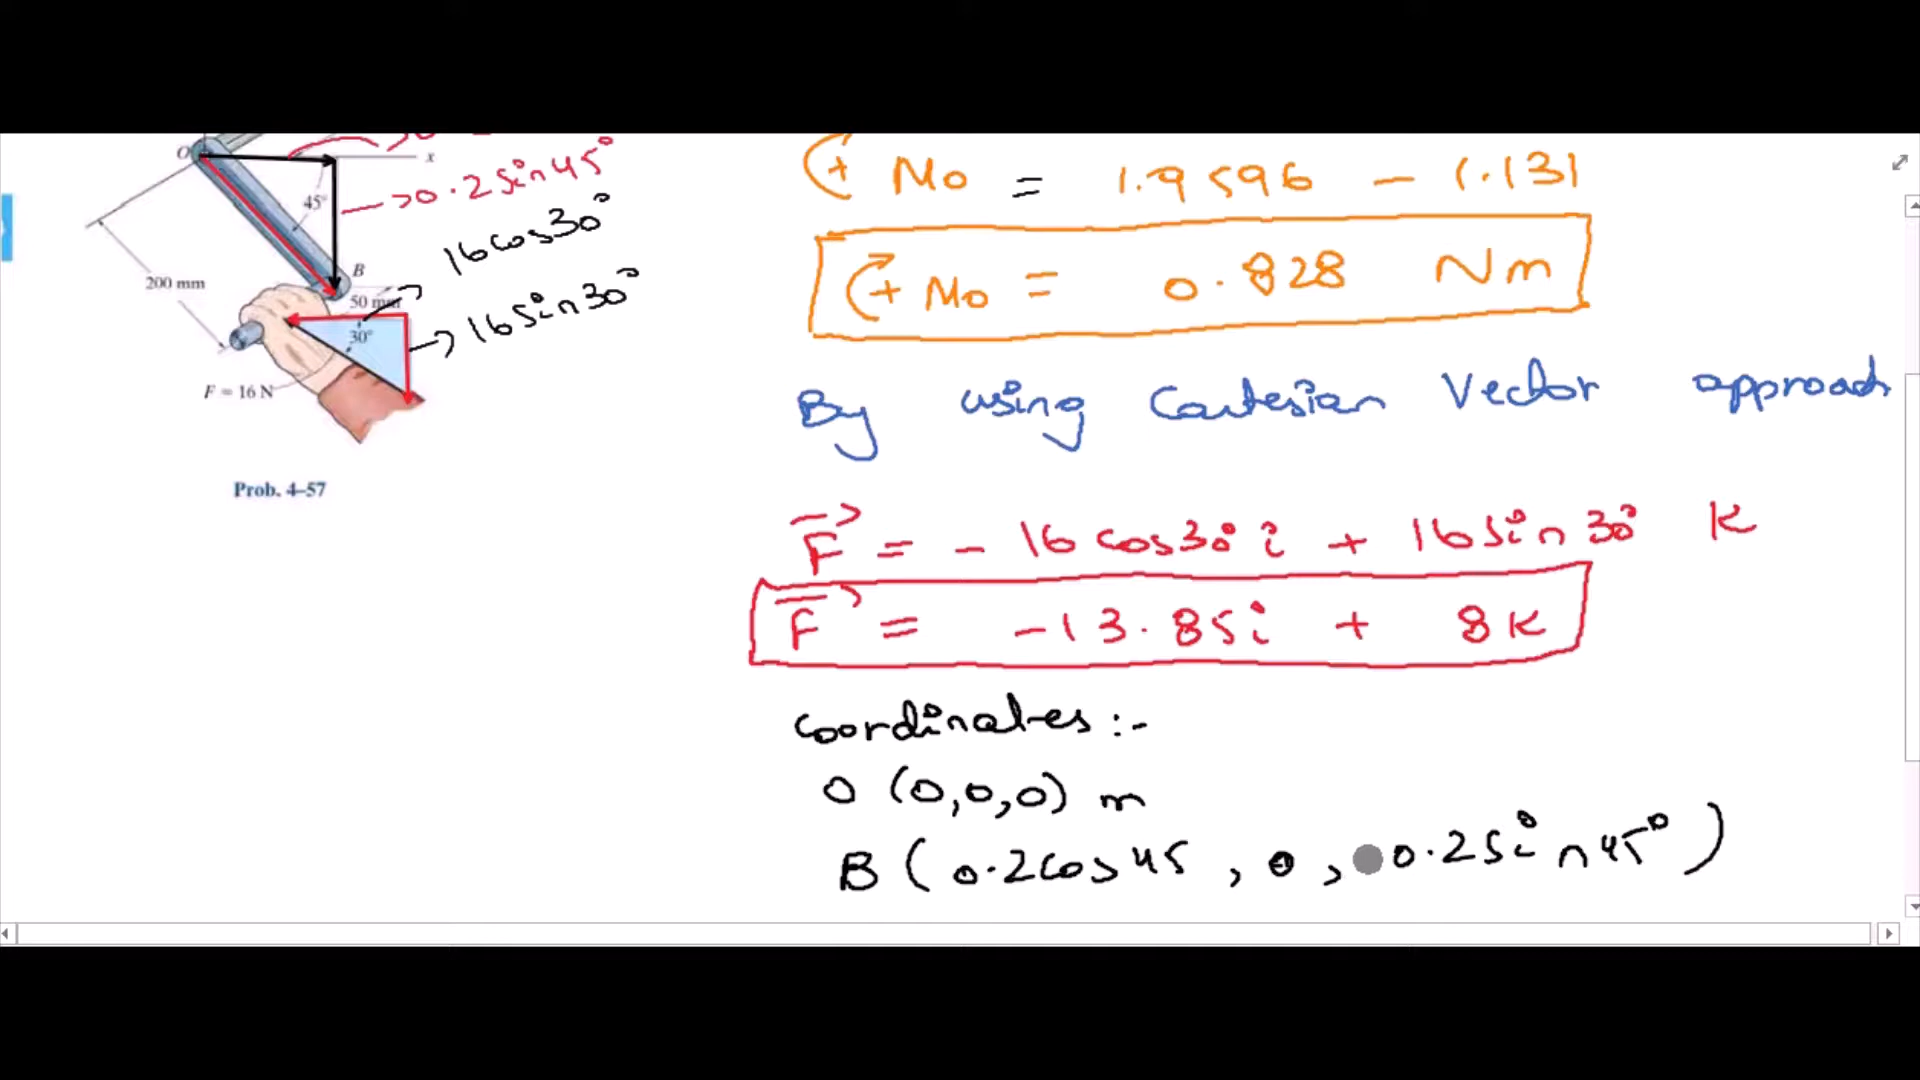 O
x
45°
->0.2sin45°
16cos30°
B
200 mm
50 mm
30°
->16sin30°
F = 16 N
Prob. 4–57
+ Mo = 1.9596 - 1.131
+ Mo = 0.828 Nm
By using Cartesian Vector approach
F = - 16cos30° i + 16sin30° K
F = -13.85i + 8K
Coordinates :-
O (0,0,0) m
B (0.2cos45, 0, 0.2sin45°)